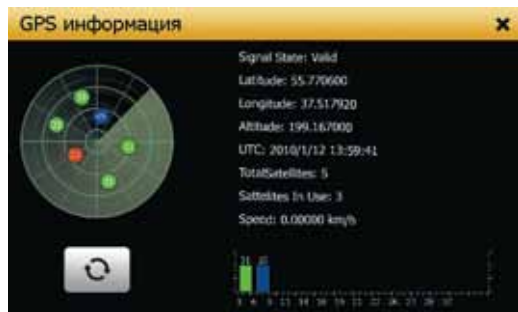 GPS информация
Signal State: Valid
Latitude: 55.770600
Longitude: 37.517920
Altitude: 199.167000
UTC: 2010/1/12 13:59:41
TotalSatellites: 5
Sattelites In Use: 3
Speed: 0.00000 km/h